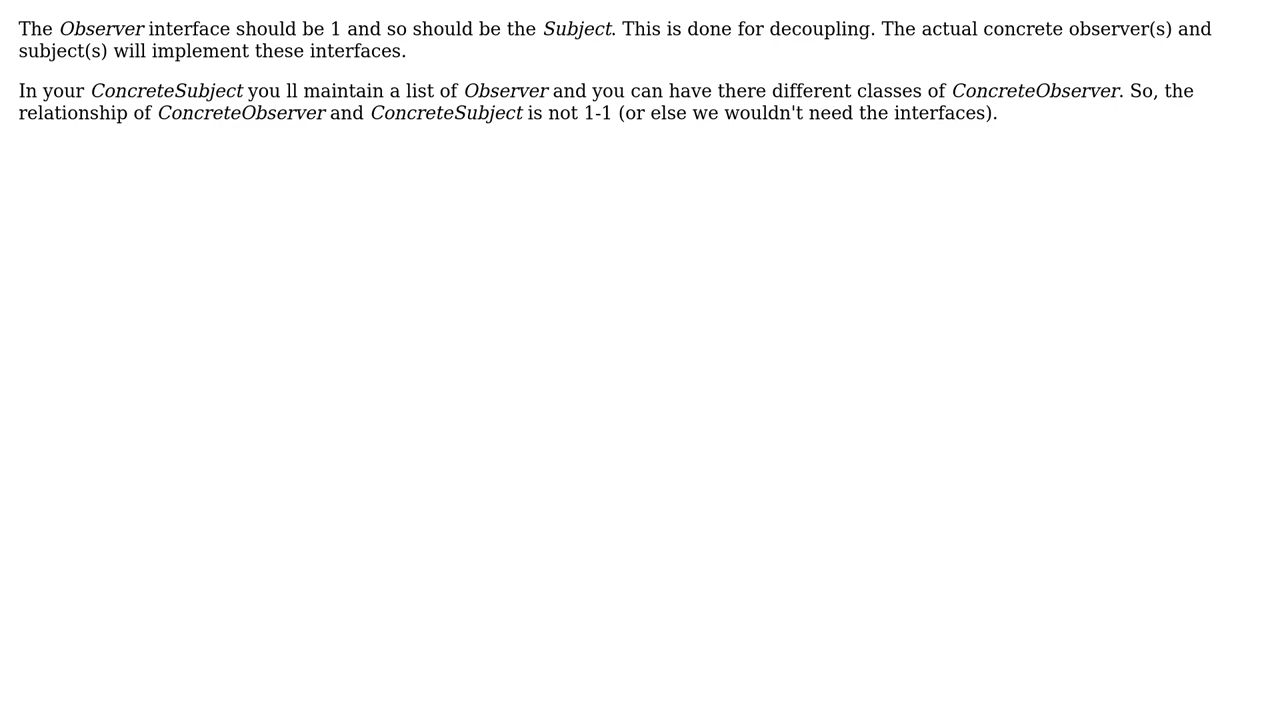 The Observer interface should be 1 and so should be the Subject. This is done for decoupling. The actual concrete observer(s) and
subject(s) will implement these interfaces.
In your ConcreteSubject you ll maintain a list of Observer and you can have there different classes of ConcreteObserver. So, the
relationship of ConcreteObserver and ConcreteSubject is not 1-1 (or else we wouldn't need the interfaces).